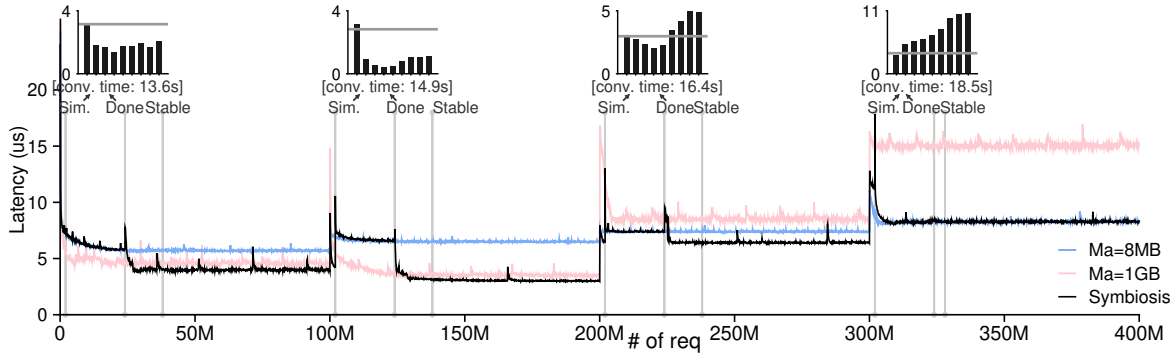 4 4 5 11
0 0 0 0
[conv. time: 13.6s] [conv. time: 14.9s] [conv. time: 16.4s] [conv. time: 18.5s]
Sim. Done Stable Sim. Done Stable Sim. Done Stable Sim. Done Stable
20
15
10
5
0
Latency (us)
Ma=8MB
Ma=1GB
Symbiosis
0 50M 100M 150M 200M 250M 300M 350M 400M
# of req